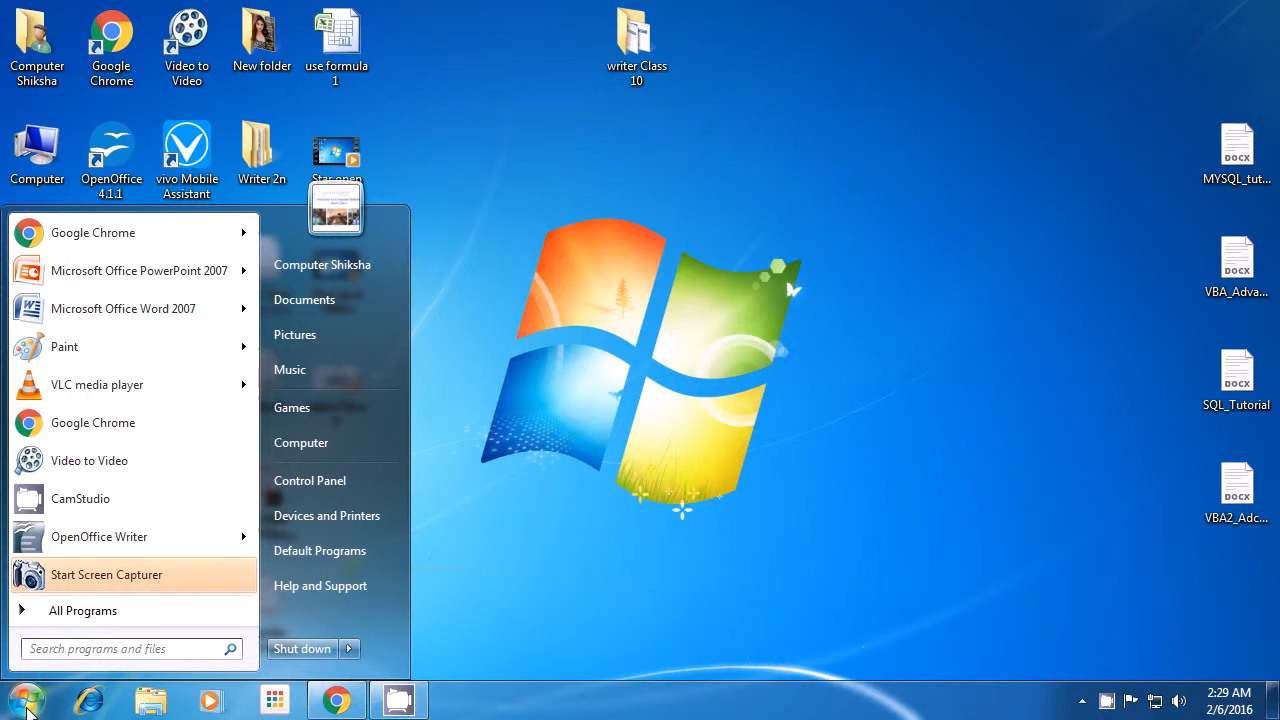 Computer
Shiksha
Google
Chrome
Video to
Video
New folder
use formula
1
writer Class
10
Computer
OpenOffice
4.1.1
vivo Mobile
Assistant
Writer 2n
Star open
DOCX
MYSQL_tut...
DOCX
VBA_Adva...
DOCX
SQL_Tutorial
DOCX
VBA2_Adc...
Google Chrome
Microsoft Office PowerPoint 2007
Microsoft Office Word 2007
Paint
VLC media player
Google Chrome
Video to Video
CamStudio
OpenOffice Writer
Start Screen Capturer
All Programs
Search programs and files
Computer Shiksha
Documents
Pictures
Music
Games
Computer
Control Panel
Devices and Printers
Default Programs
Help and Support
Shut down
2:29 AM
2/6/2016